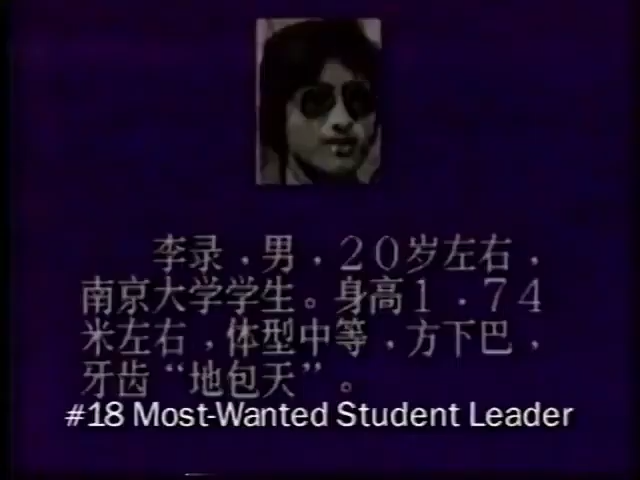 李录，男，20岁左右，
南京大学学生。身高1．74
米左右，体型中等，方下巴，
牙齿“地包天”。
#18 Most-Wanted Student Leader